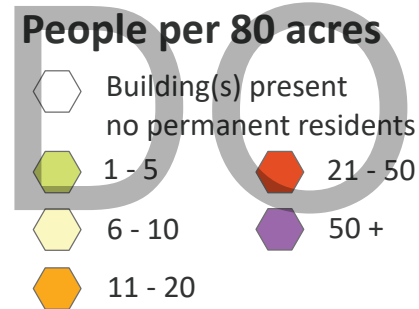 People per 80 acres
Building(s) present
no permanent residents
1 - 5
6 - 10
11 - 20
21 - 50
50 +
DO